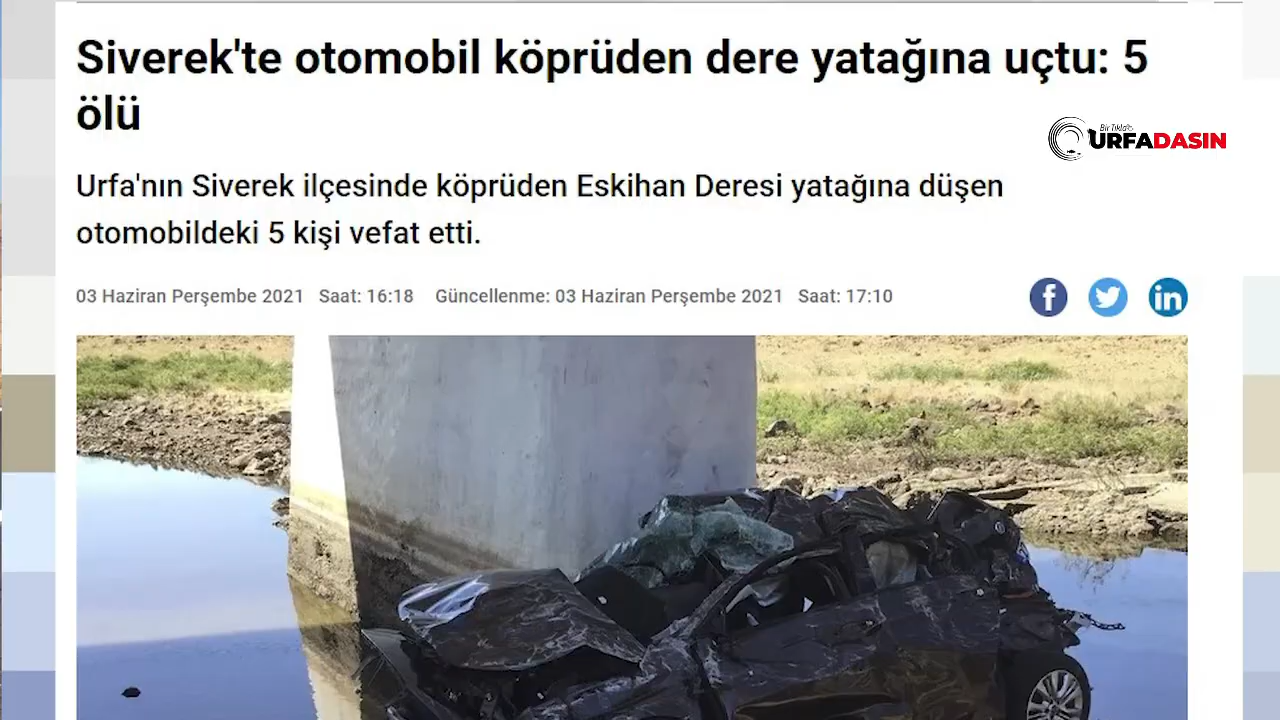 Siverek'te otomobil köprüden dere yatağına uçtu: 5
ölü
Bir Tıkla
URFADASIN
Urfa'nın Siverek ilçesinde köprüden Eskihan Deresi yatağına düşen
otomobildeki 5 kişi vefat etti.
03 Haziran Perşembe 2021 Saat: 16:18 Güncellenme: 03 Haziran Perşembe 2021 Saat: 17:10